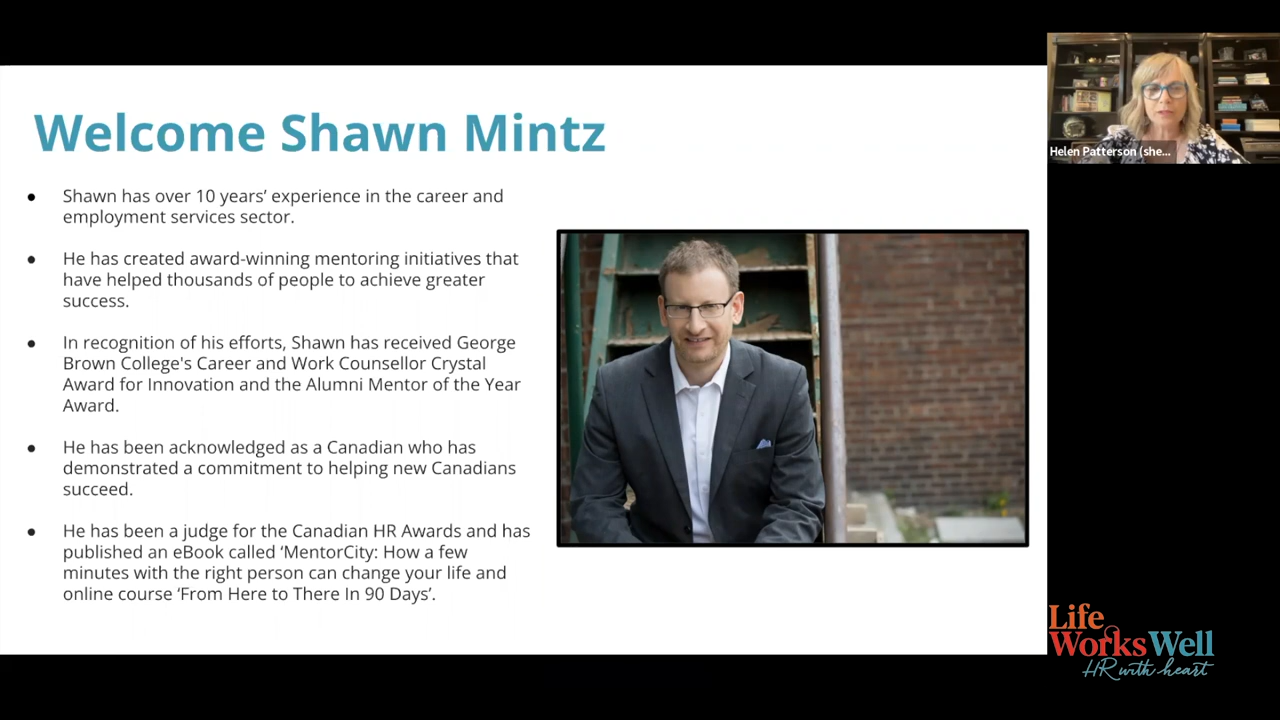 Welcome Shawn Mintz
Shawn has over 10 years’ experience in the career and
employment services sector.
He has created award-winning mentoring initiatives that
have helped thousands of people to achieve greater
success.
In recognition of his efforts, Shawn has received George
Brown College's Career and Work Counsellor Crystal
Award for Innovation and the Alumni Mentor of the Year
Award.
He has been acknowledged as a Canadian who has
demonstrated a commitment to helping new Canadians
succeed.
He has been a judge for the Canadian HR Awards and has
published an eBook called ‘MentorCity: How a few
minutes with the right person can change your life and
online course ‘From Here to There In 90 Days’.
Helen Patterson (she...
Life
Works Well
HR with heart